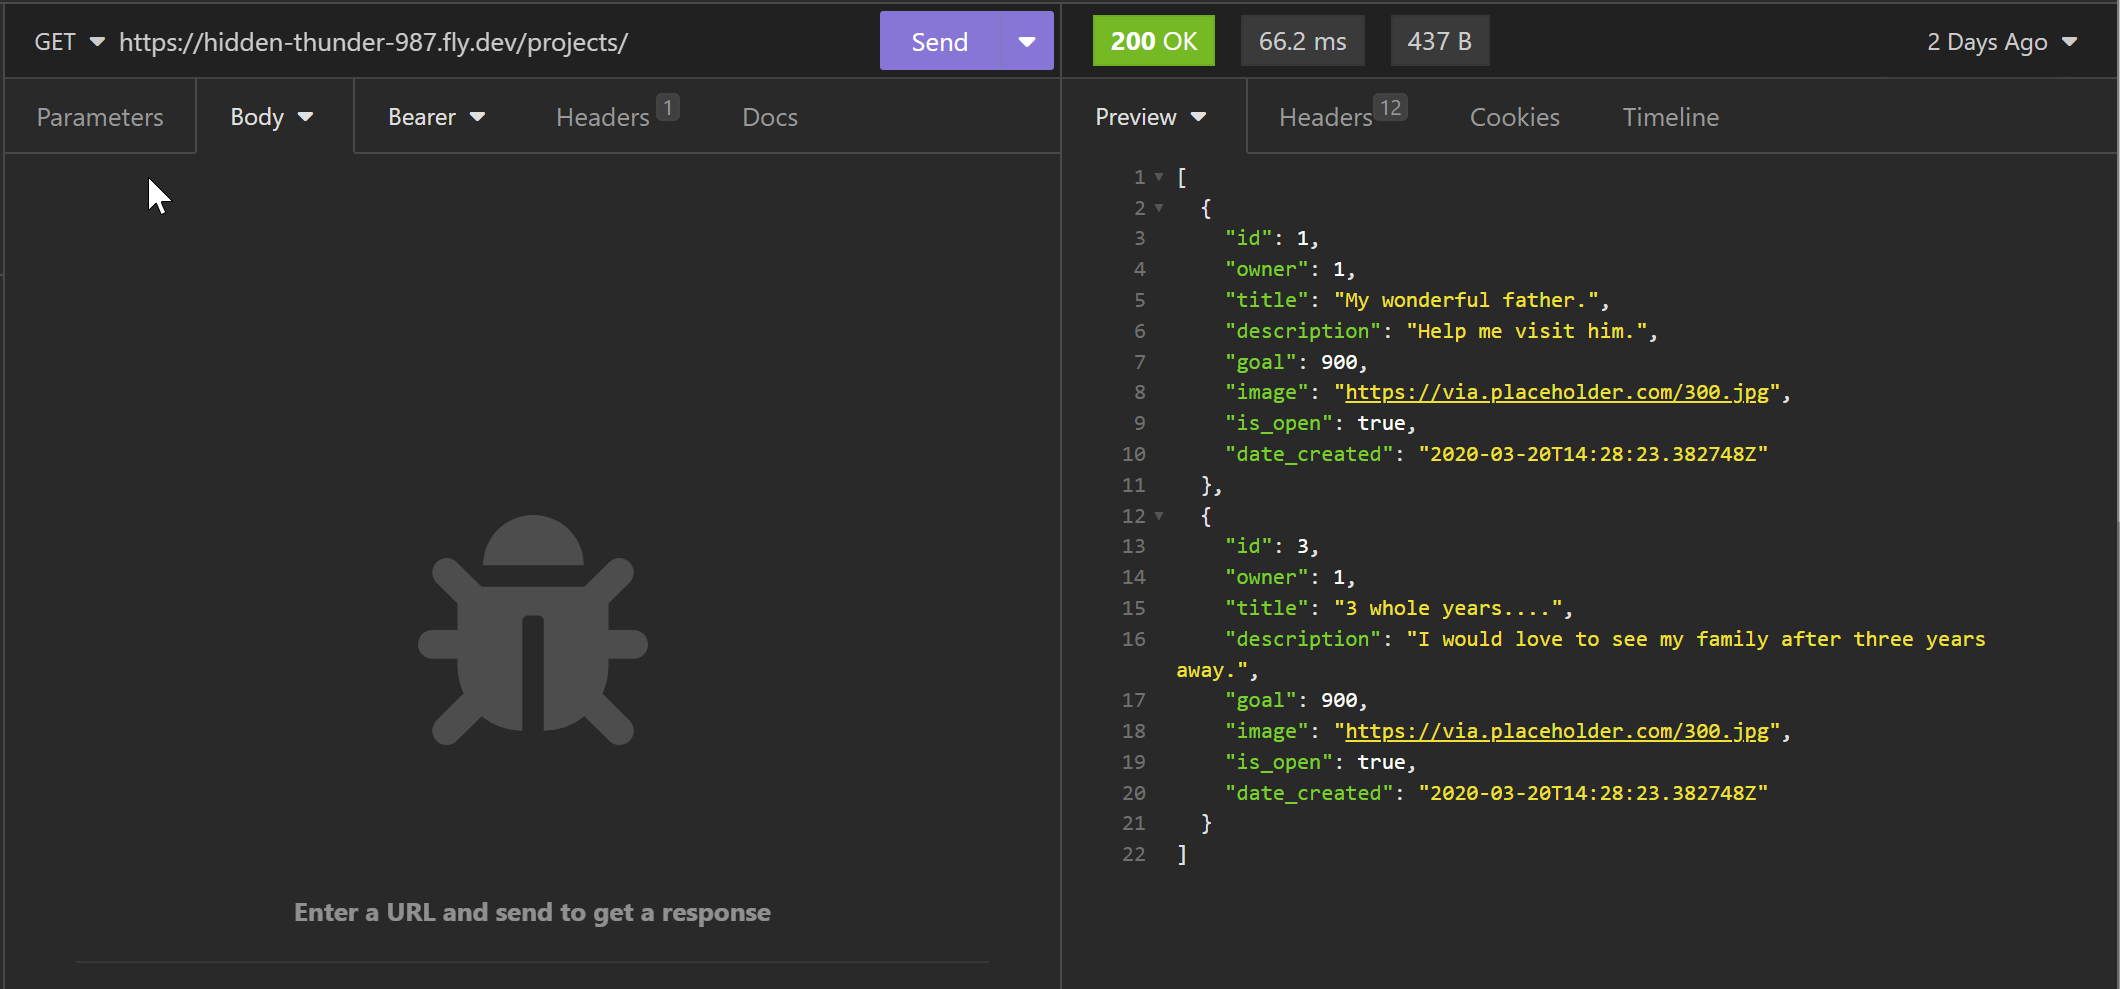 GET https://hidden-thunder-987.fly.dev/projects/ Send
200 OK 66.2 ms 437 B 2 Days Ago
Parameters Body Bearer Headers 1 Docs
Preview Headers 12 Cookies Timeline
1 [
2 {
3 "id": 1,
4 "owner": 1,
5 "title": "My wonderful father.",
6 "description": "Help me visit him.",
7 "goal": 900,
8 "image": "https://via.placeholder.com/300.jpg",
9 "is_open": true,
10 "date_created": "2020-03-20T14:28:23.382748Z"
11 },
12 {
13 "id": 3,
14 "owner": 1,
15 "title": "3 whole years....",
16 "description": "I would love to see my family after three years
away.",
17 "goal": 900,
18 "image": "https://via.placeholder.com/300.jpg",
19 "is_open": true,
20 "date_created": "2020-03-20T14:28:23.382748Z"
21 }
22 ]
Enter a URL and send to get a response